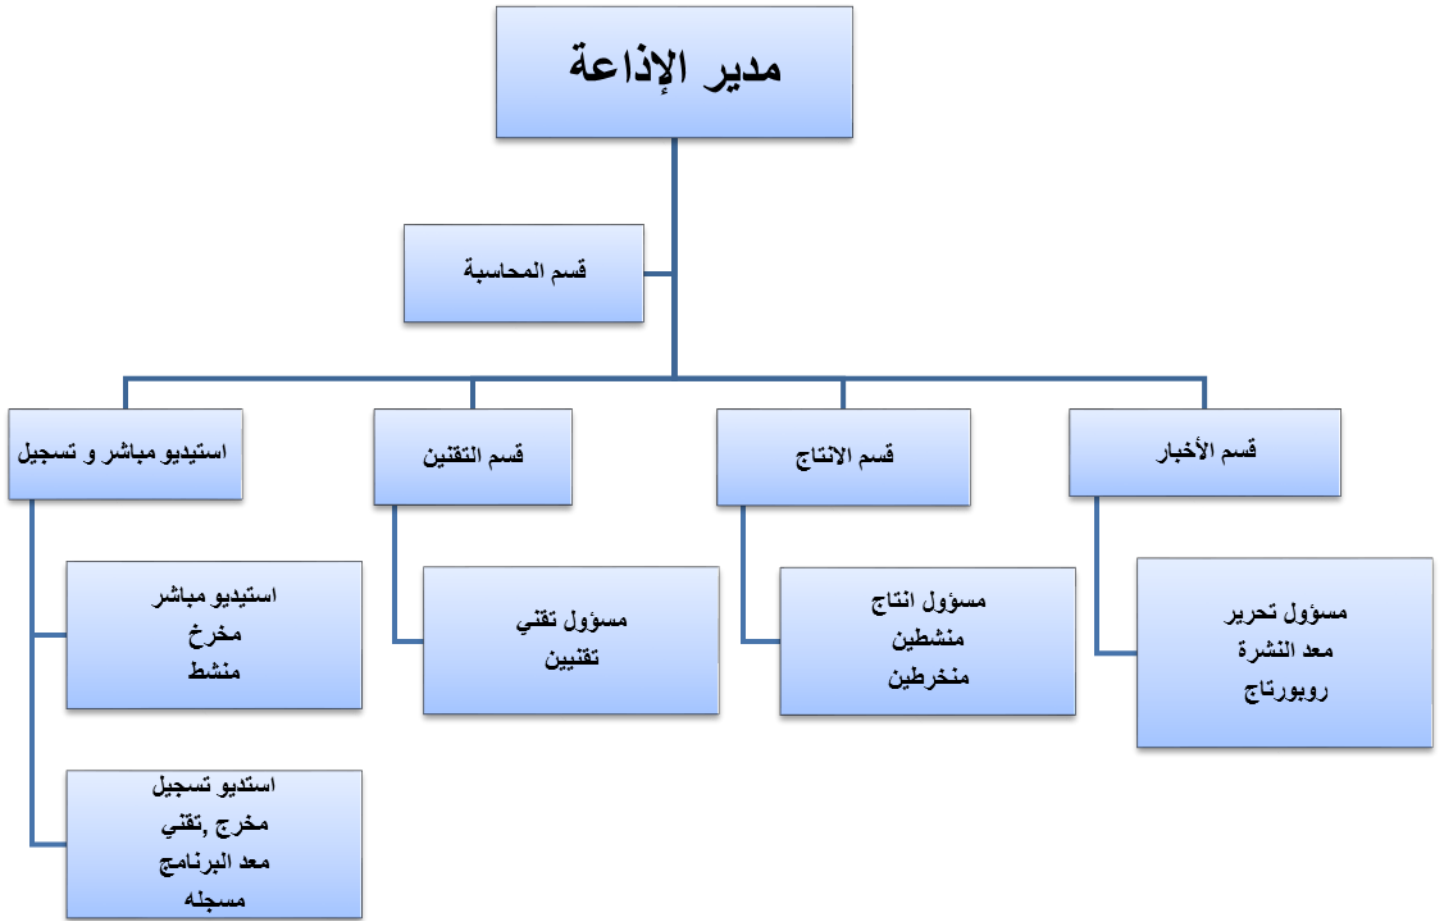 مدير الإذاعة
قسم المحاسبة
قسم الأخبار
قسم الانتاج
قسم التقنين
استيديو مباشر و تسجيل
مسؤول تحرير
معد النشرة
روبورتاج
مسؤول انتاج
منشطين
منخرطين
مسؤول تقني
تقنيين
استيديو مباشر
مخرخ
منشط
استديو تسجيل
مخرج ,تقني
معد البرنامج
مسجله